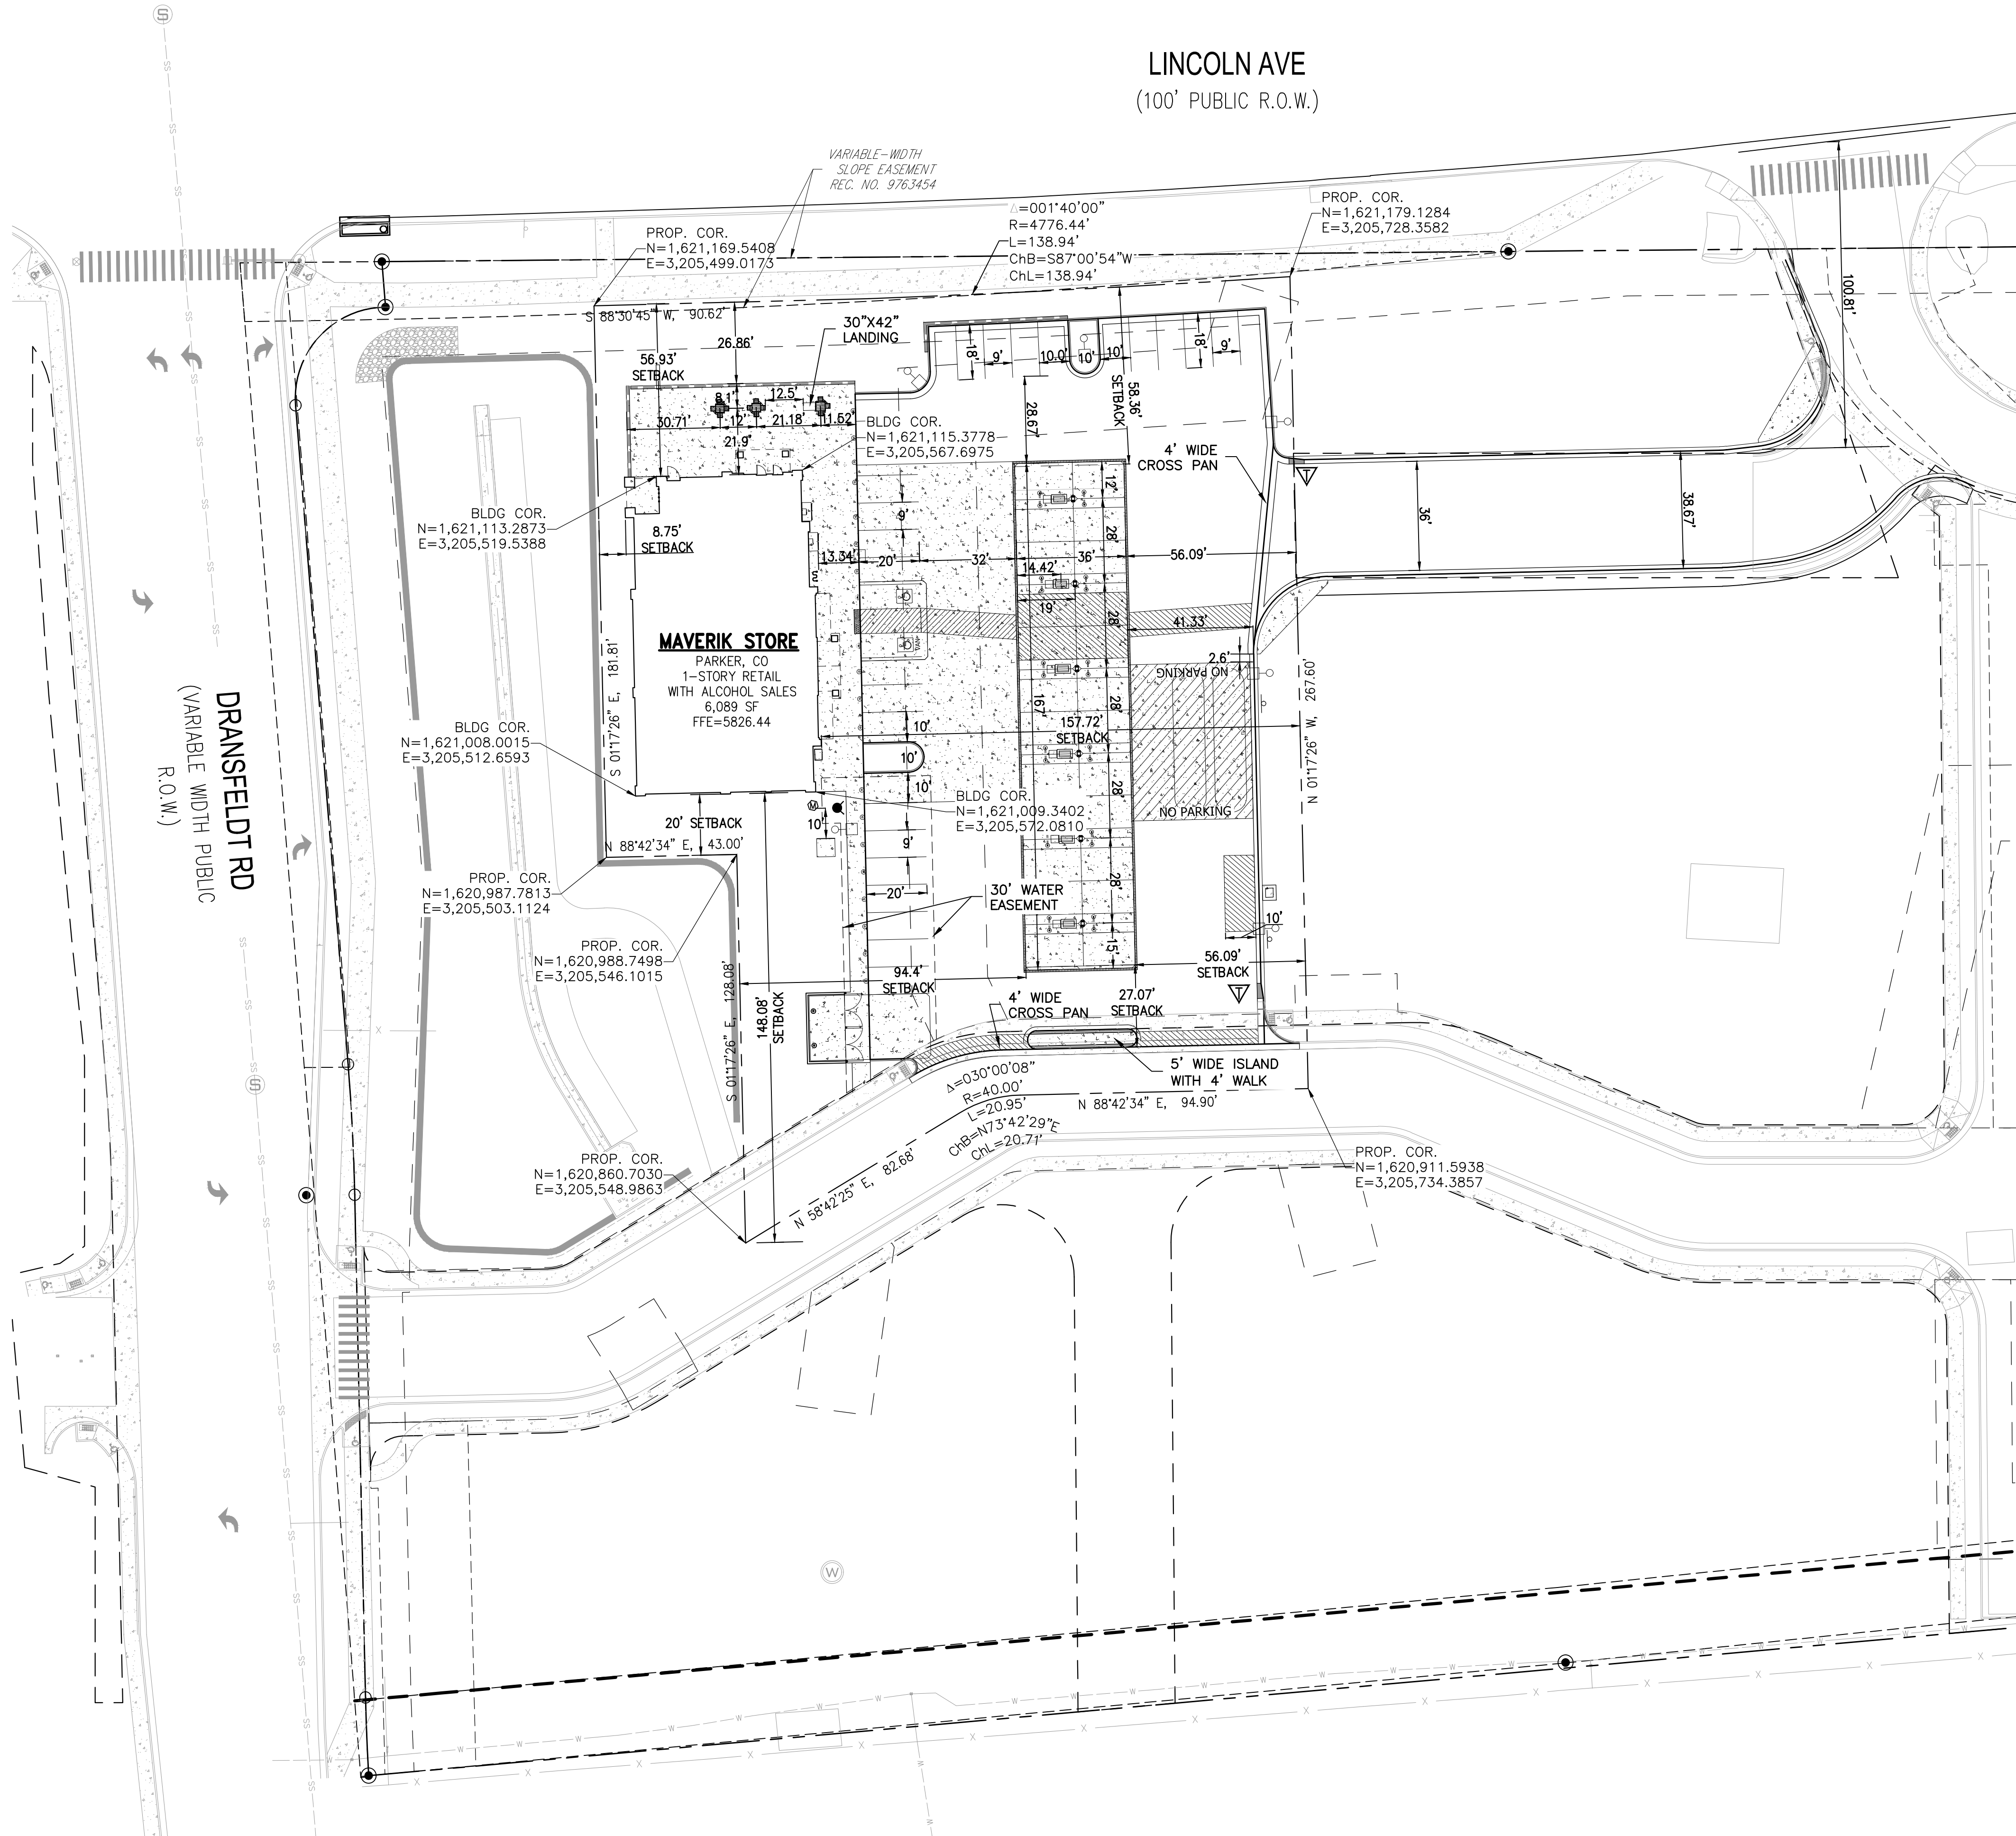 LINCOLN AVE
(100' PUBLIC R.O.W.)
VARIABLE-WIDTH
SLOPE EASEMENT
REC. NO. 9763454
PROP. COR.
N=1,621,169.5408
E=3,205,499.0173
Δ=001°40'00"
R=4776.44'
L=138.94'
ChB=S87°00'54"W
ChL=138.94'
PROP. COR.
N=1,621,179.1284
E=3,205,728.3582
100.81'
S 88°30'45" W, 90.62'
56.93'
SETBACK
26.86'
30"X42"
LANDING
18'
9'
10.0'
10'
10'
18'
9'
58.36'
SETBACK
28.67'
8.1'
12.5'
30.71'
12'
21.18'
11.52'
21.9'
BLDG COR.
N=1,621,115.3778
E=3,205,567.6975
4' WIDE
CROSS PAN
T
BLDG COR.
N=1,621,113.2873
E=3,205,519.5388
8.75'
SETBACK
9'
12'
28'
36'
38.67'
13.34'
20'
32'
36'
56.09'
14.42'
19'
28'
41.33'
2.6'
NO PARKING
VAN
MAVERIK STORE
PARKER, CO
1-STORY RETAIL
WITH ALCOHOL SALES
6,089 SF
FFE=5826.44
S 01°17'26" E, 181.81'
N 01°17'26" W, 267.60'
167'
28'
157.72'
SETBACK
10'
10'
10'
28'
NO PARKING
DRANSFELDT RD
(VARIABLE WIDTH PUBLIC
R.O.W.)
BLDG COR.
N=1,621,008.0015
E=3,205,512.6593
BLDG COR.
N=1,621,009.3402
E=3,205,572.0810
M
10'
20' SETBACK
N 88°42'34" E, 43.00'
9'
28'
PROP. COR.
N=1,620,987.7813
E=3,205,503.1124
20'
30' WATER
EASEMENT
10'
15'
PROP. COR.
N=1,620,988.7498
E=3,205,546.1015
94.4'
SETBACK
56.09'
SETBACK
T
S 01°17'26" E, 128.08'
148.08'
SETBACK
4' WIDE
CROSS PAN
27.07'
SETBACK
5' WIDE ISLAND
WITH 4' WALK
Δ=030°00'08"
R=40.00'
L=20.95'
ChB=N73°42'29"E
ChL=20.71'
N 88°42'34" E, 94.90'
N 58°42'25" E, 82.68'
PROP. COR.
N=1,620,860.7030
E=3,205,548.9863
PROP. COR.
N=1,620,911.5938
E=3,205,734.3857
W
S
S